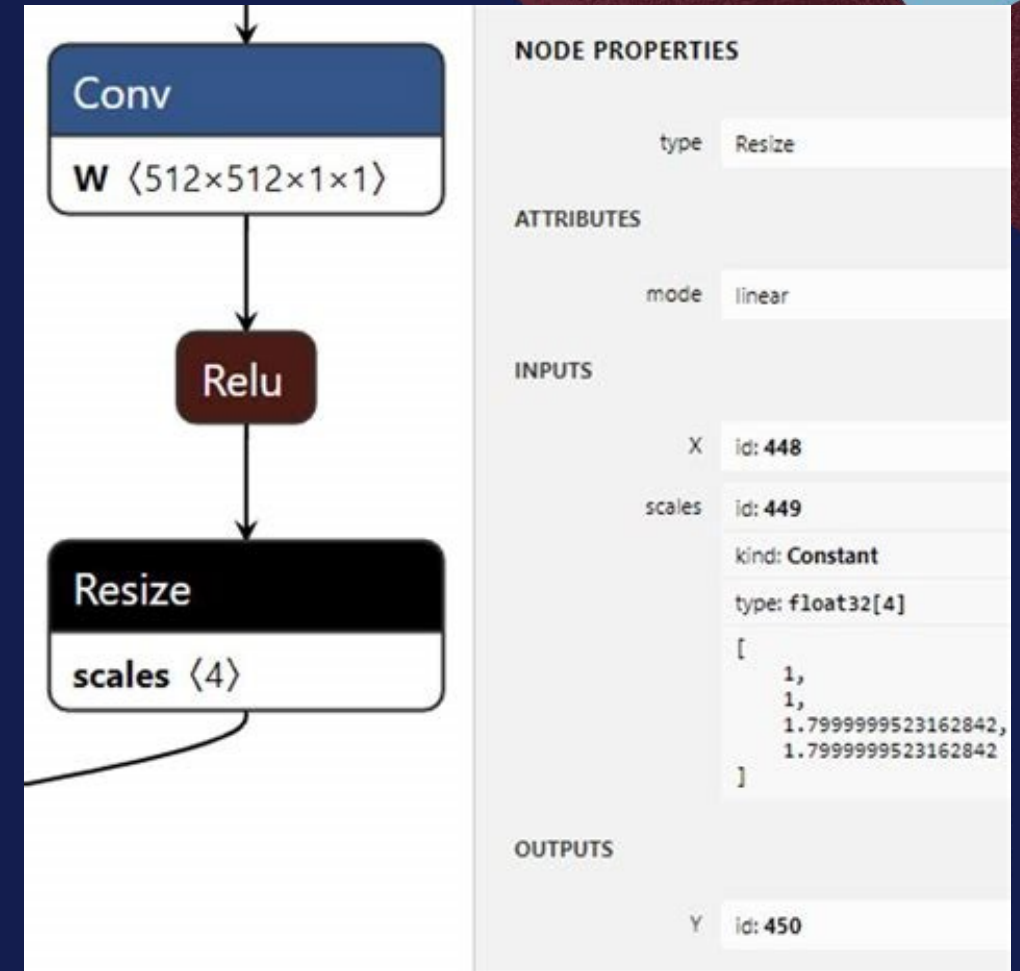 Conv
W 〈512×512×1×1〉
Relu
Resize
scales 〈4〉
NODE PROPERTIES
type Resize
ATTRIBUTES
mode linear
INPUTS
X id: 448
scales id: 449
kind: Constant
type: float32[4]
[
1,
1,
1.7999999523162842,
1.7999999523162842
]
OUTPUTS
Y id: 450